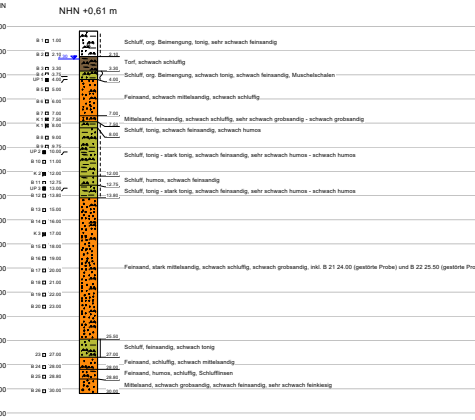 NHN +0,61 m
B 1 1.00
Schluff, org. Beimengung, tonig, sehr schwach feinsandig
B 2 2.10
2.10
Torf, schwach schluffig
B 3 3.30
3.30
Schluff, org. Beimengung, schwach tonig, schwach feinsandig, Muschelschalen
B 4 3.75
UP 1 4.00
4.00
B 5 5.00
Feinsand, schwach mittelsandig, schwach schluffig
B 6 6.00
B 7 7.00
7.00
Mittelsand, feinsandig, schwach schluffig, sehr schwach grobsandig - schwach grobsandig
7.50
Schluff, tonig, schwach feinsandig, schwach humos
8.00
B 8 9.00
B 9 9.75
UP 2 10.00
Schluff, tonig - stark tonig, schwach feinsandig, sehr schwach humos - schwach humos
B 10 11.00
K 2 12.00
12.00
Schluff, humos, schwach feinsandig
B 11 12.75
12.75
UP 3 13.00
Schluff, tonig - stark tonig, schwach feinsandig, sehr schwach humos - schwach humos
B 12 13.80
13.80
B 13 15.00
B 14 16.00
K 3 17.00
B 15 18.00
B 16 19.00
B 17 20.00
Feinsand, stark mittelsandig, schwach schluffig, schwach grobsandig, inkl. B 21 24.00 (gestörte Probe) und B 22 25.50 (gestörte Pro
B 18 21.00
B 19 22.00
B 20 23.00
25.50
Schluff, feinsandig, schwach tonig
23 27.00
27.00
Feinsand, schluffig, schwach mittelsandig
B 24 28.00
28.00
Feinsand, humos, schluffig, Schlufflinsen
B 25 28.80
28.80
Mittelsand, schwach grobsandig, schwach feinsandig, sehr schwach feinkiesig
B 26 30.00
30.00